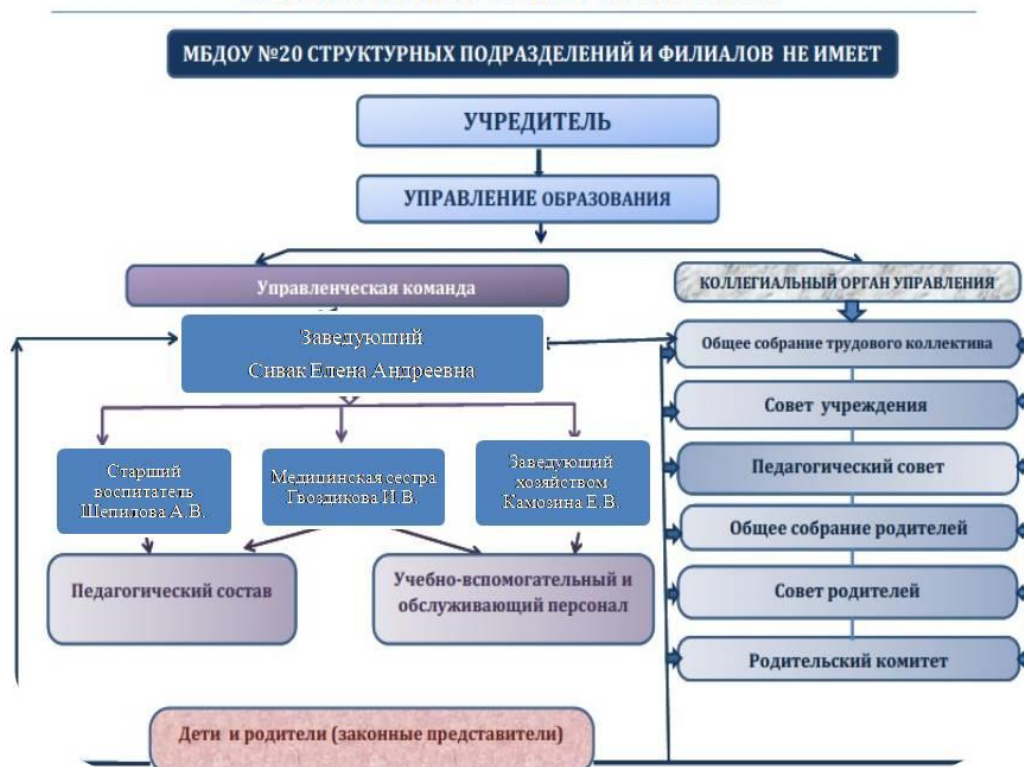 МБДОУ №20 СТРУКТУРНЫХ ПОДРАЗДЕЛЕНИЙ И ФИЛИАЛОВ НЕ ИМЕЕТ
УЧРЕДИТЕЛЬ
УПРАВЛЕНИЕ ОБРАЗОВАНИЯ
Управленческая команда
Заведующий
Сивак Елена Андреевна
Старший
воспитатель
Шепилова А.В.
Медицинская сестра
Гвоздикова И.В.
Заведующий
хозяйством
Камозина Е.В.
Педагогический состав
Учебно-вспомогательный и
обслуживающий персонал
КОЛЛЕГИАЛЬНЫЙ ОРГАН УПРАВЛЕНИЯ
Общее собрание трудового коллектива
Совет учреждения
Педагогический совет
Общее собрание родителей
Совет родителей
Родительский комитет
Дети и родители (законные представители)